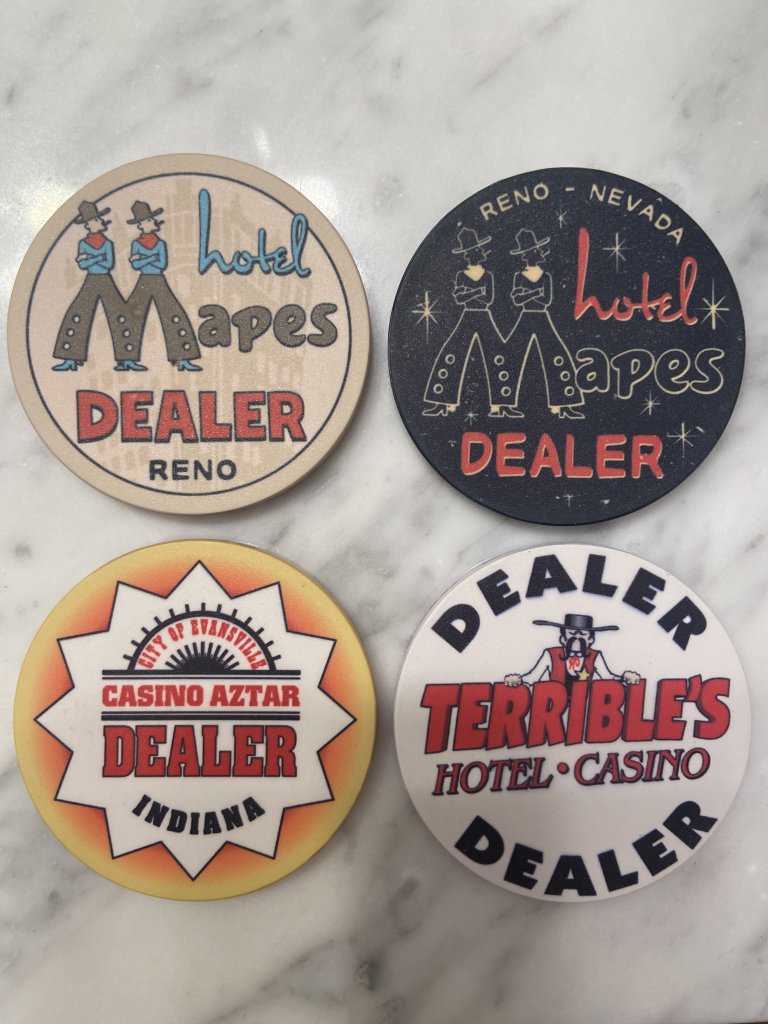 hotel
Mapes
DEALER
RENO
RENO - NEVADA
hotel
Mapes
DEALER
CITY OF EVANSVILLE
CASINO AZTAR
DEALER
INDIANA
DEALER
TERRIBLE'S
HOTEL · CASINO
DEALER